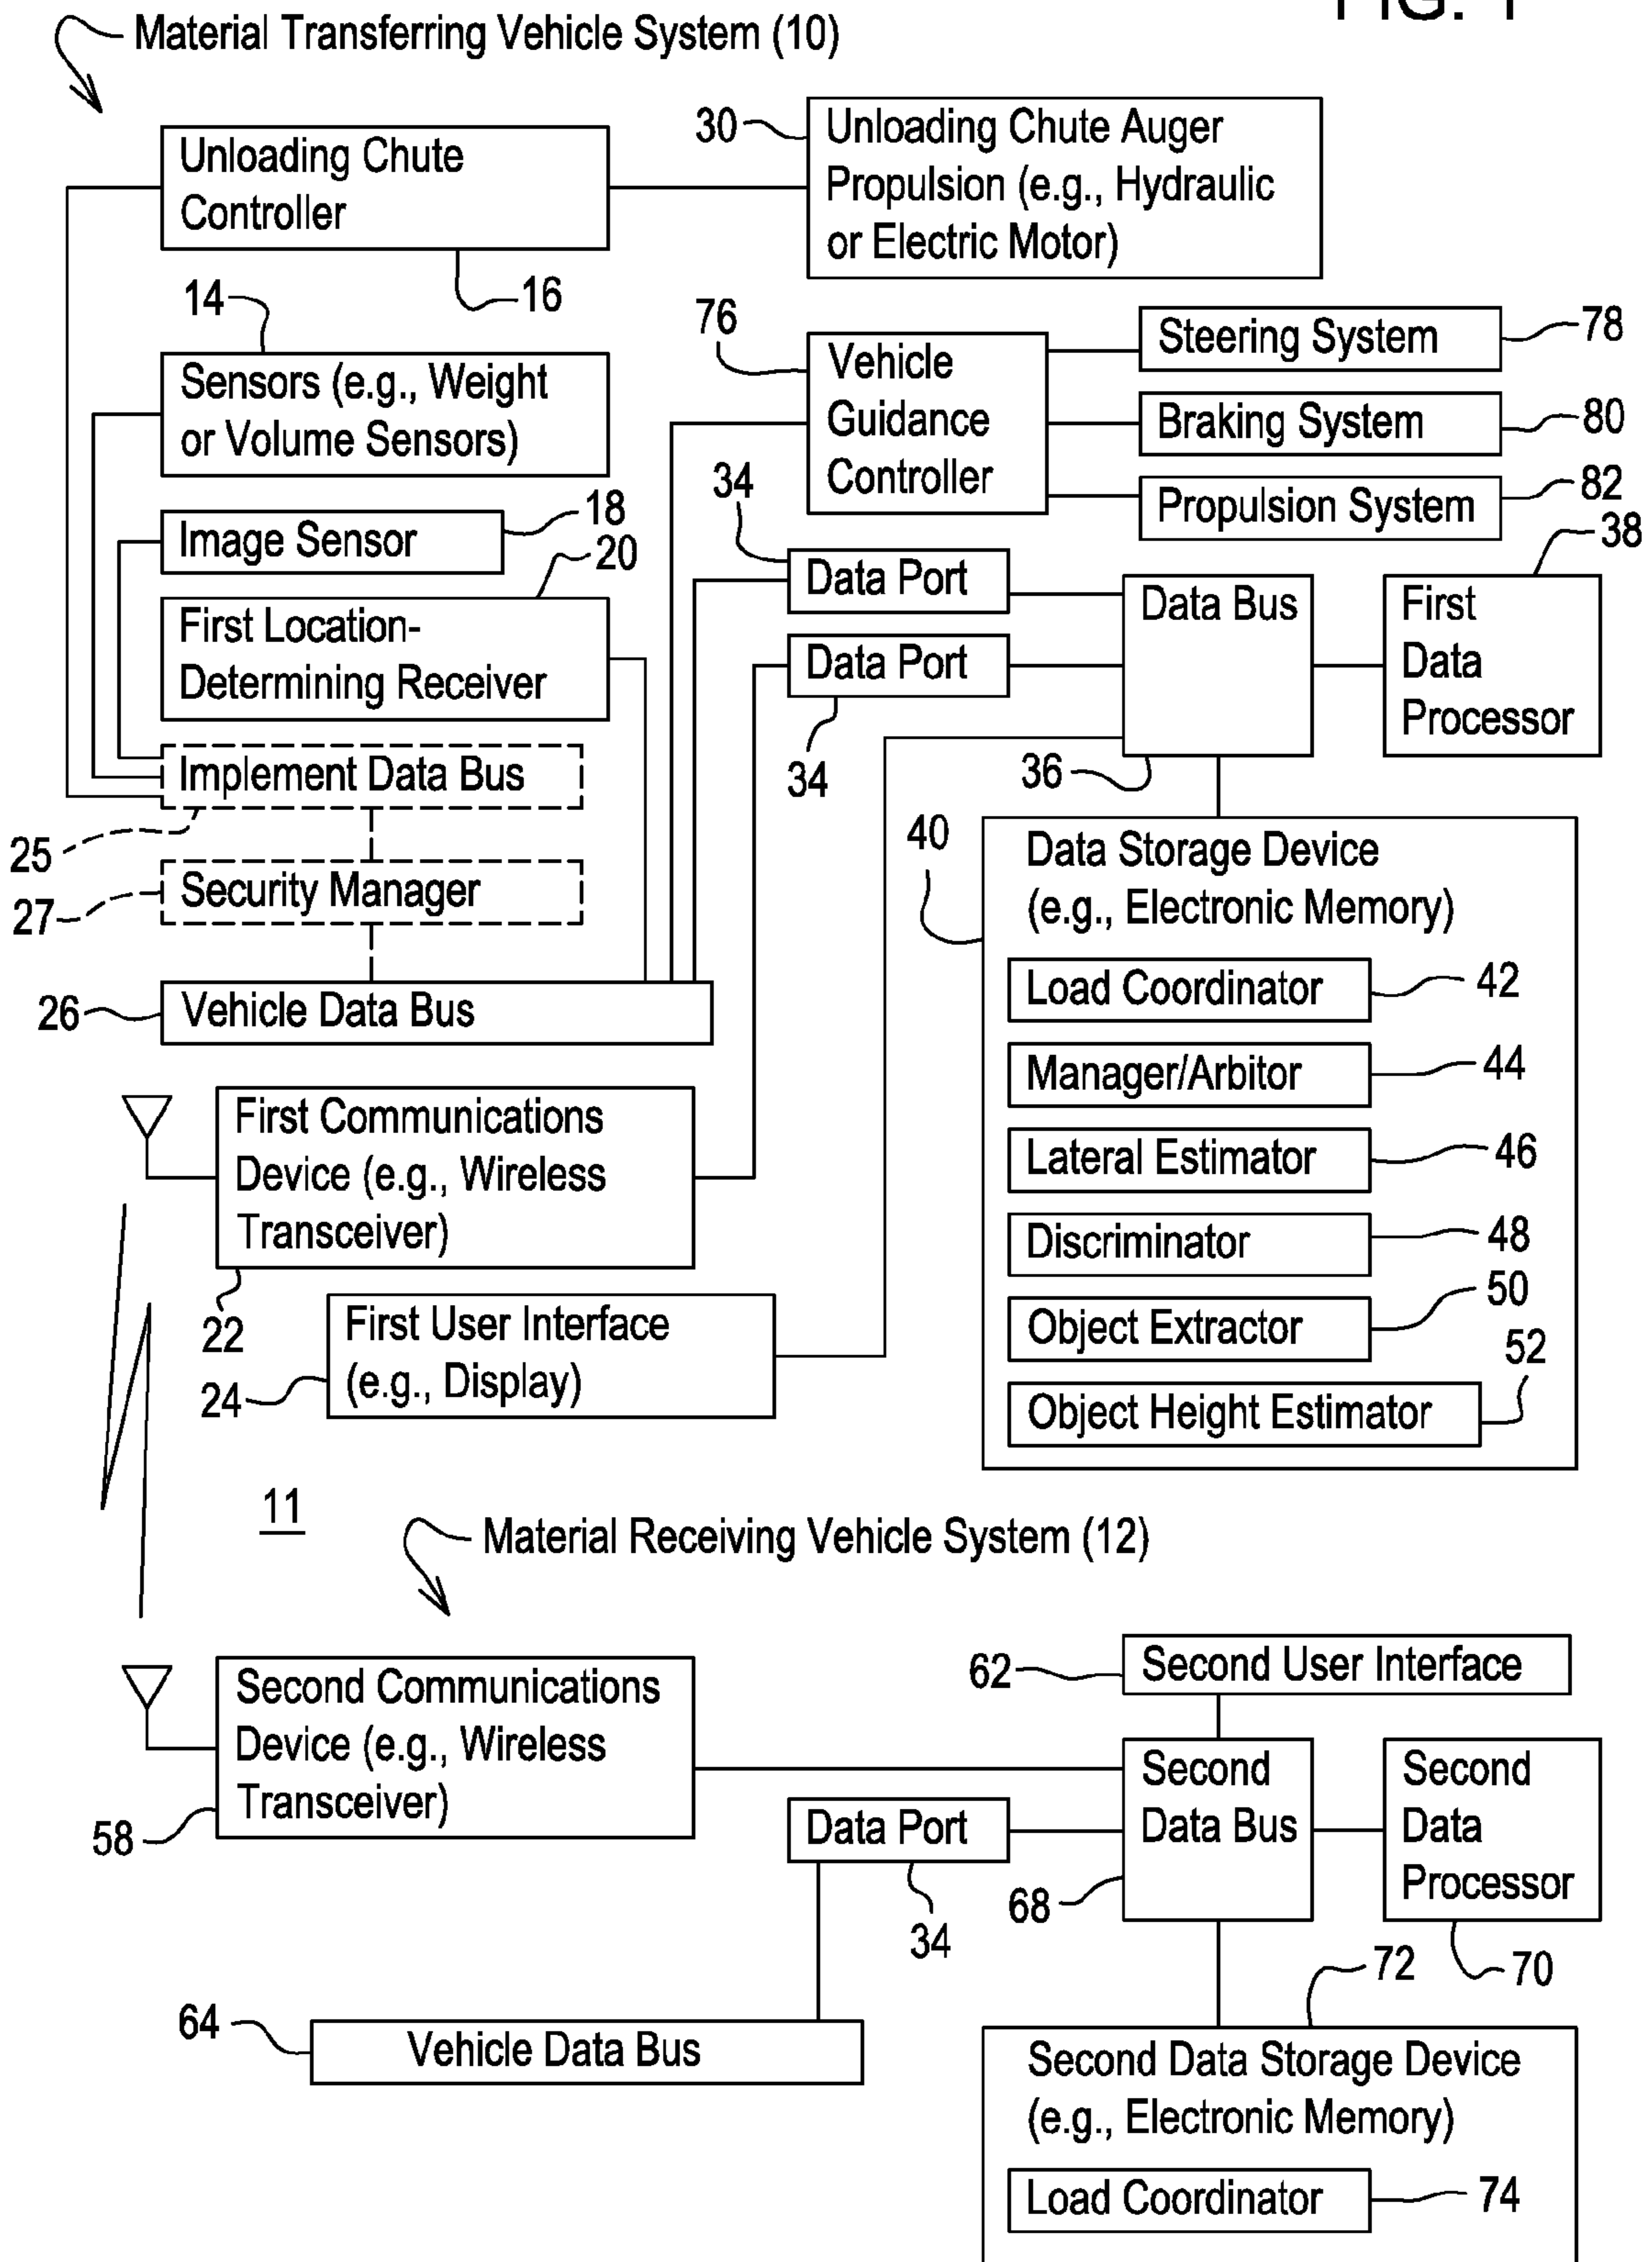 FIG. 1
Material Transferring Vehicle System (10)
Unloading Chute
Controller
16
30
Unloading Chute Auger
Propulsion (e.g., Hydraulic
or Electric Motor)
14
Sensors (e.g., Weight
or Volume Sensors)
76
Vehicle
Guidance
Controller
Steering System
78
Braking System
80
Propulsion System
82
Image Sensor
18
20
First Location-
Determining Receiver
34
Data Port
Data Port
34
Data Bus
36
38
First
Data
Processor
Implement Data Bus
25
Security Manager
27
Vehicle Data Bus
26
40
Data Storage Device
(e.g., Electronic Memory)
Load Coordinator
42
Manager/Arbitor
44
Lateral Estimator
46
Discriminator
48
Object Extractor
50
Object Height Estimator
52
First Communications
Device (e.g., Wireless
Transceiver)
22
First User Interface
(e.g., Display)
24
11
Material Receiving Vehicle System (12)
Second Communications
Device (e.g., Wireless
Transceiver)
58
62
Second User Interface
Data Port
34
Second
Data Bus
68
Second
Data
Processor
70
64
Vehicle Data Bus
72
Second Data Storage Device
(e.g., Electronic Memory)
Load Coordinator
74